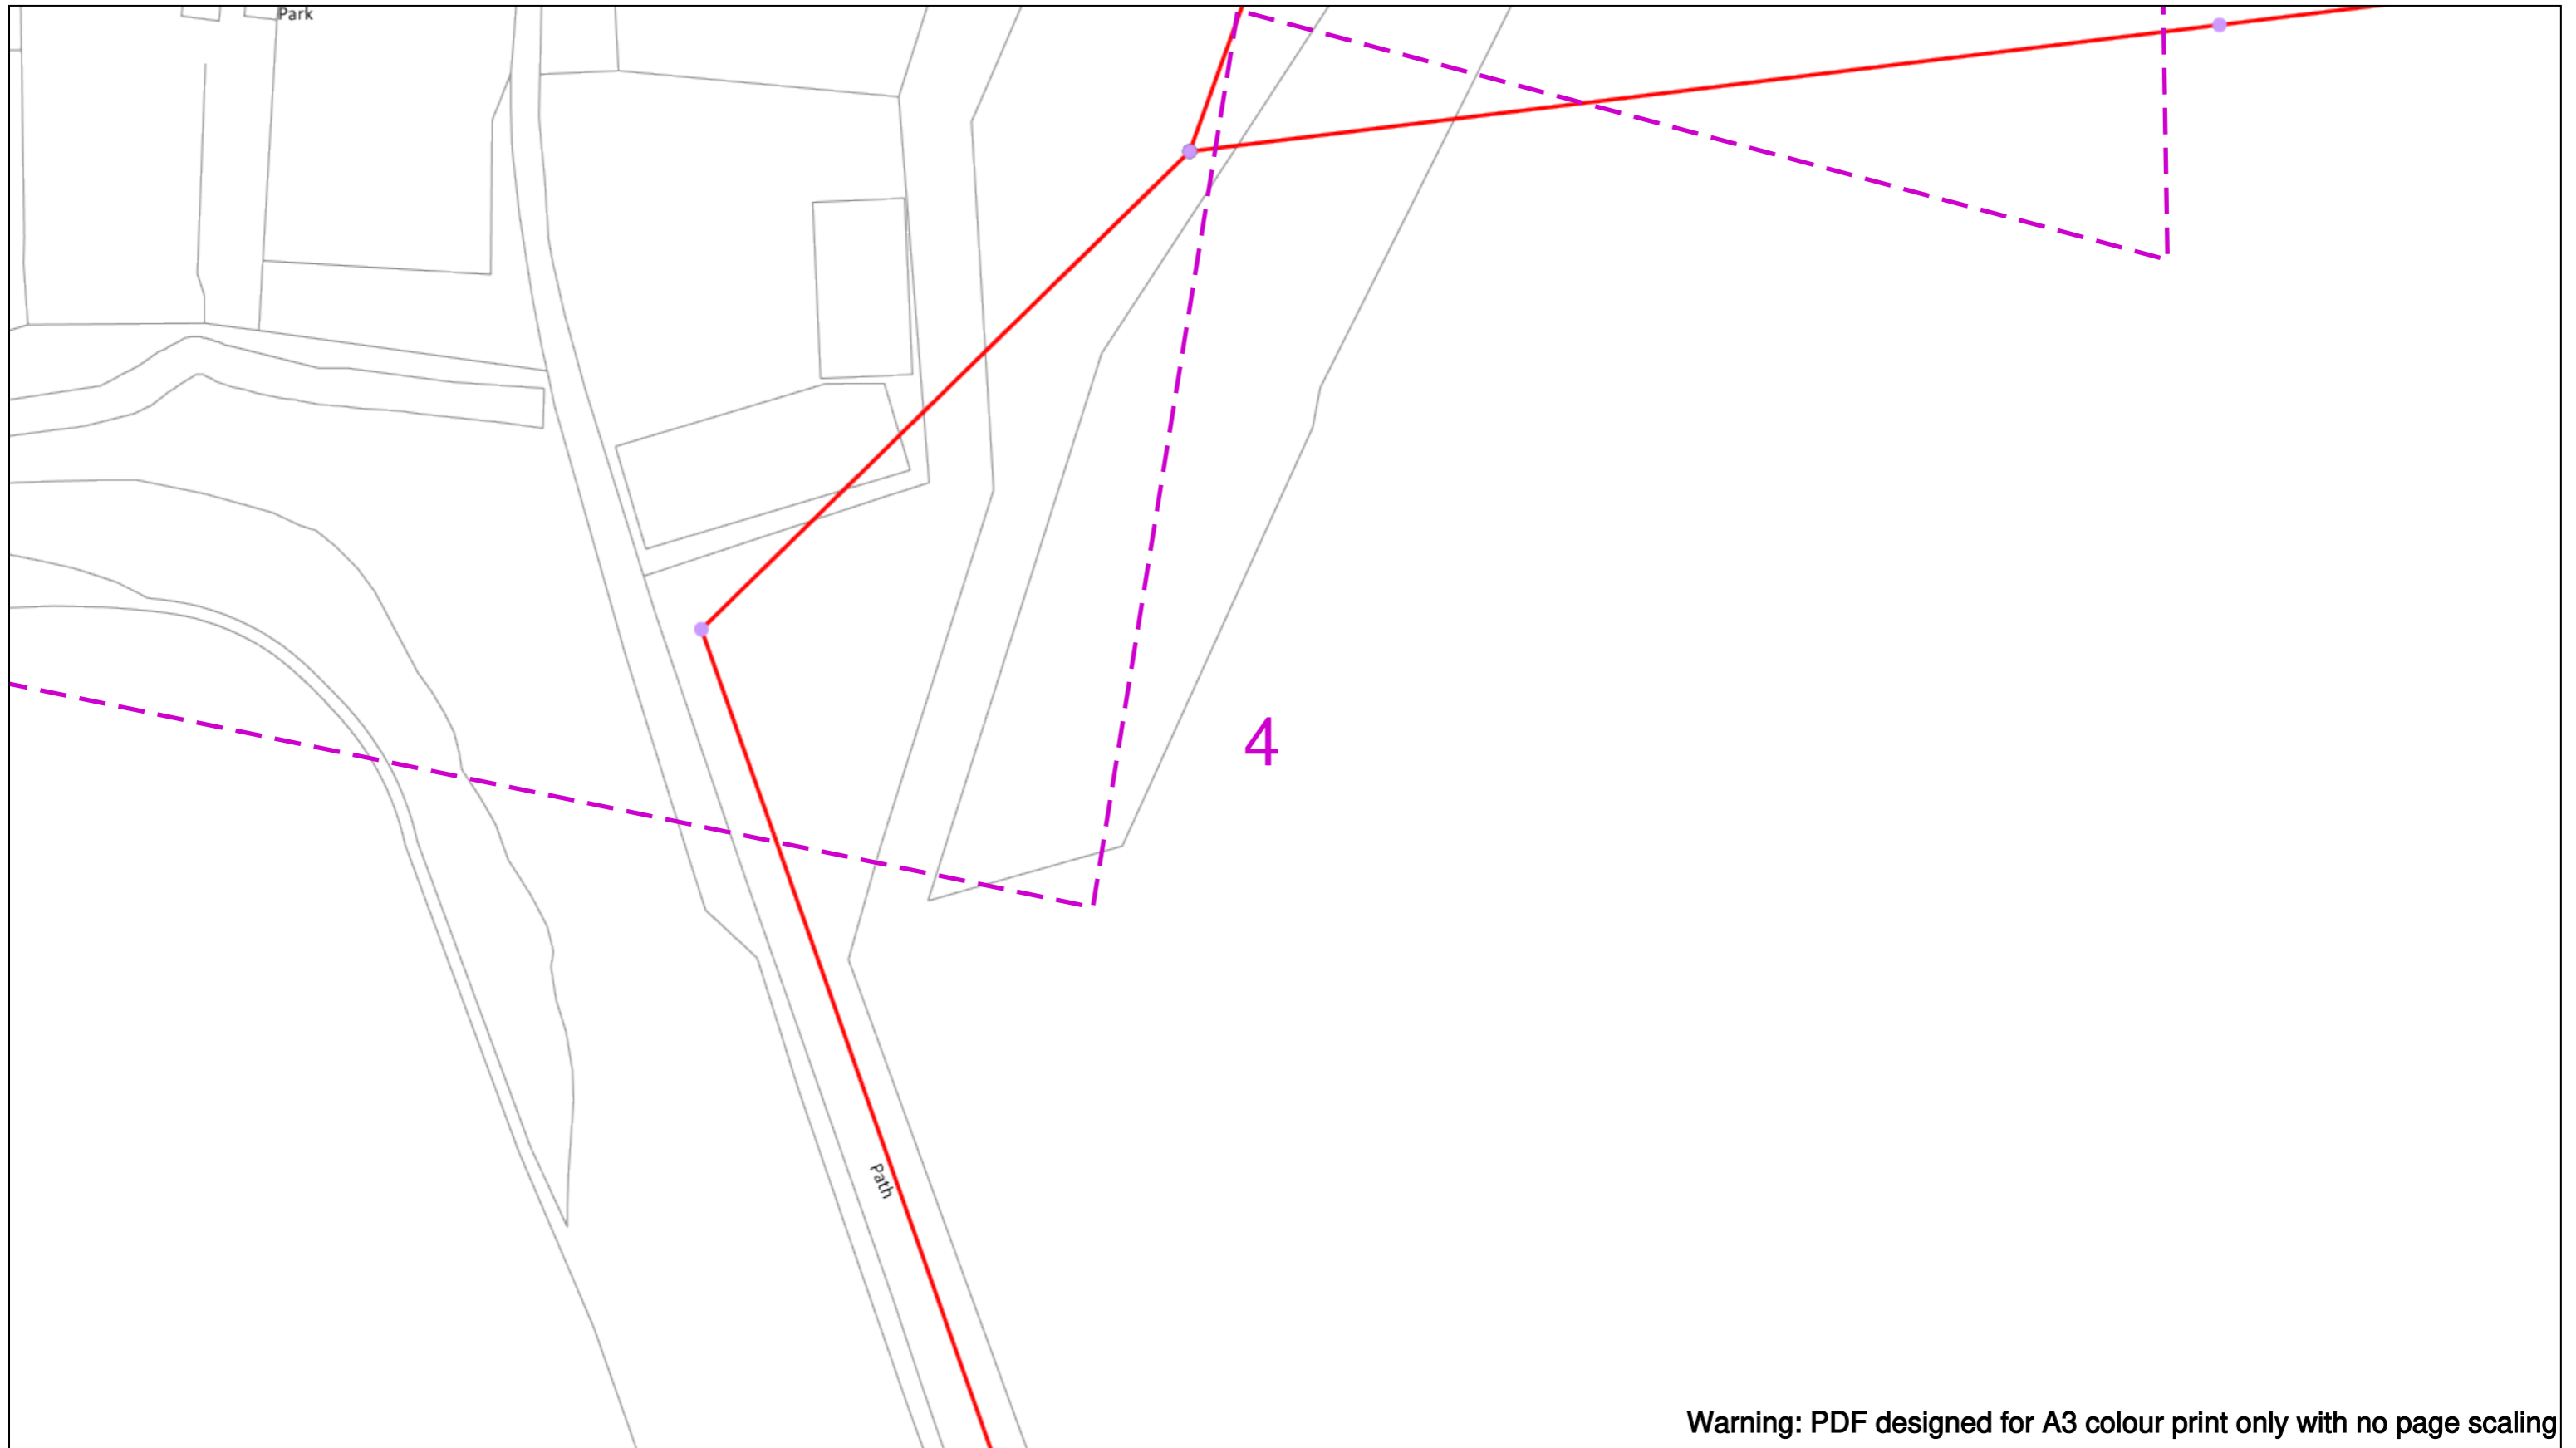 Park
4
Path
Warning: PDF designed for A3 colour print only with no page scaling